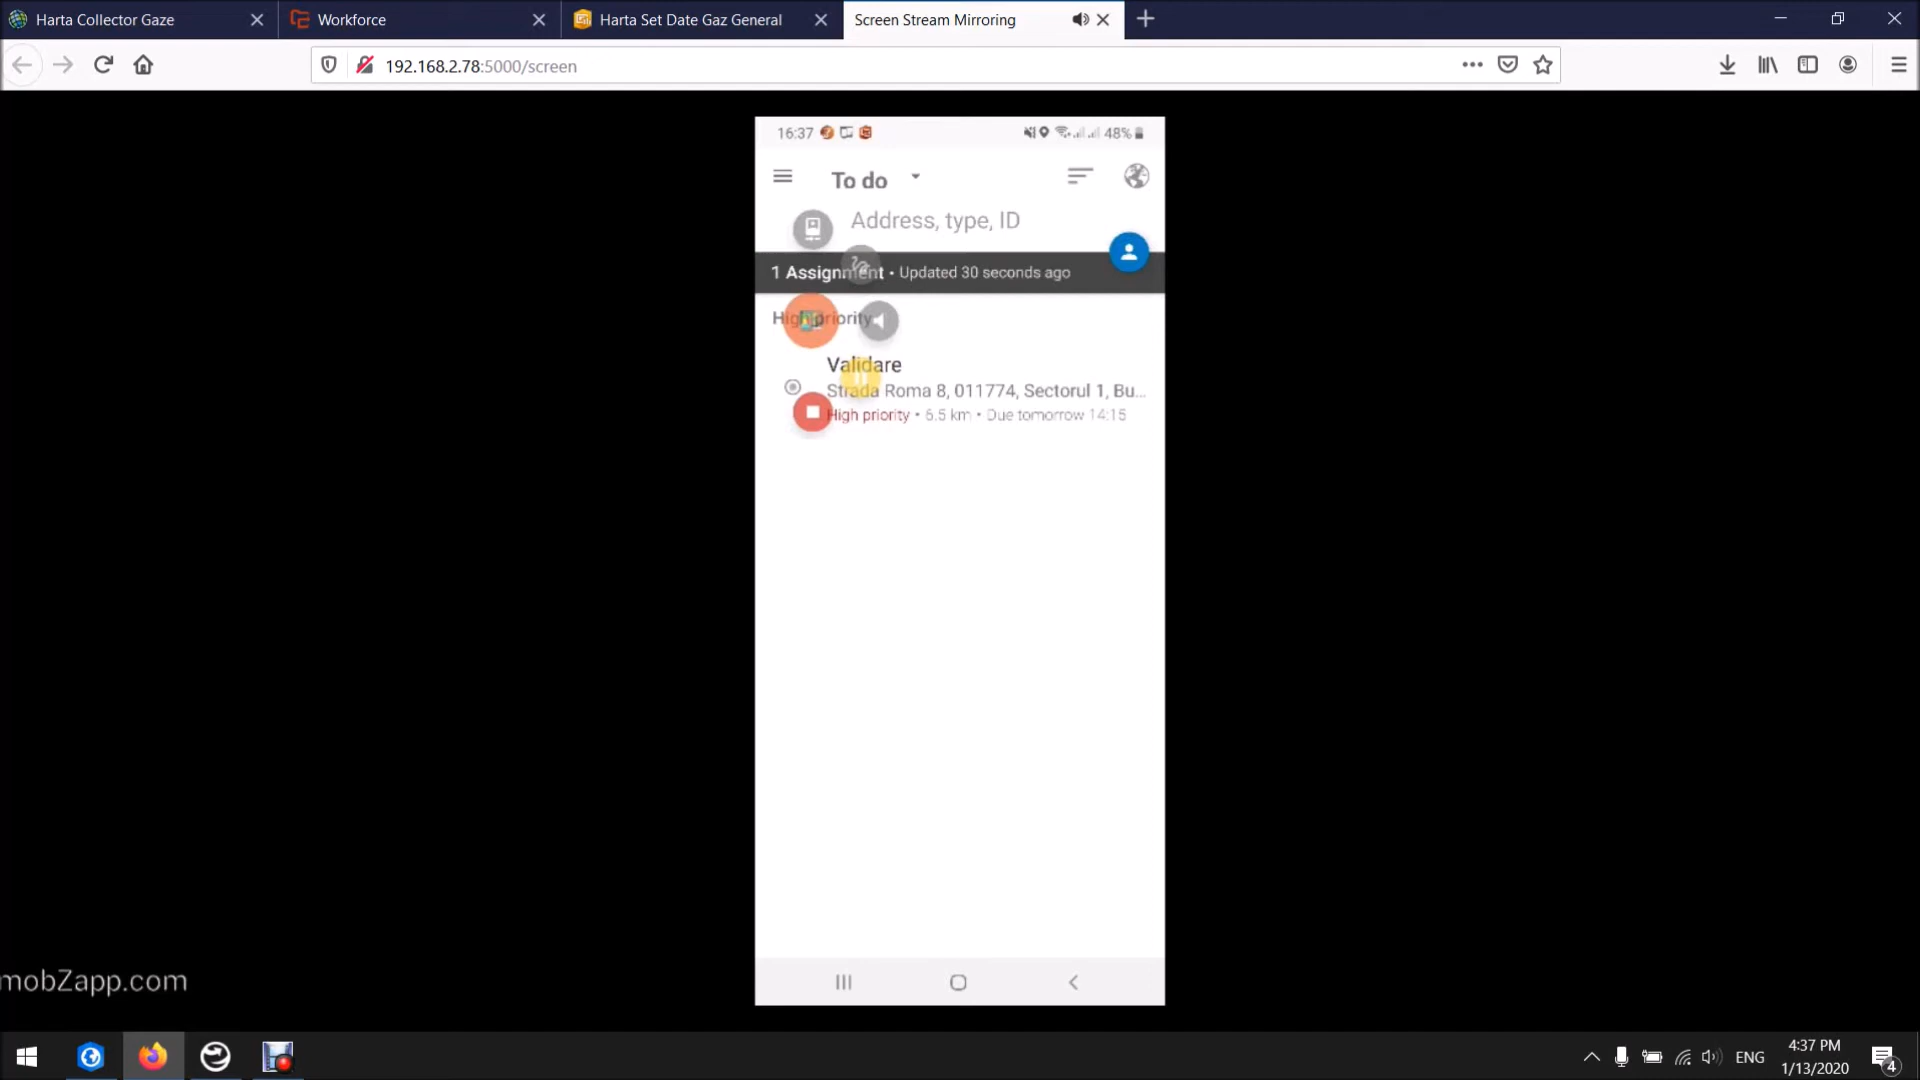 Harta Collector Gaze
Workforce
Harta Set Date Gaz General
Screen Stream Mirroring
192.168.2.78:5000/screen
16:37
48%
To do
Address, type, ID
1 Assignment • Updated 30 seconds ago
High priority
Validare
Strada Roma 8, 011774, Sectorul 1, Bu...
High priority • 6.5 km • Due tomorrow 14:15
mobZapp.com
ENG
4:37 PM
1/13/2020
4